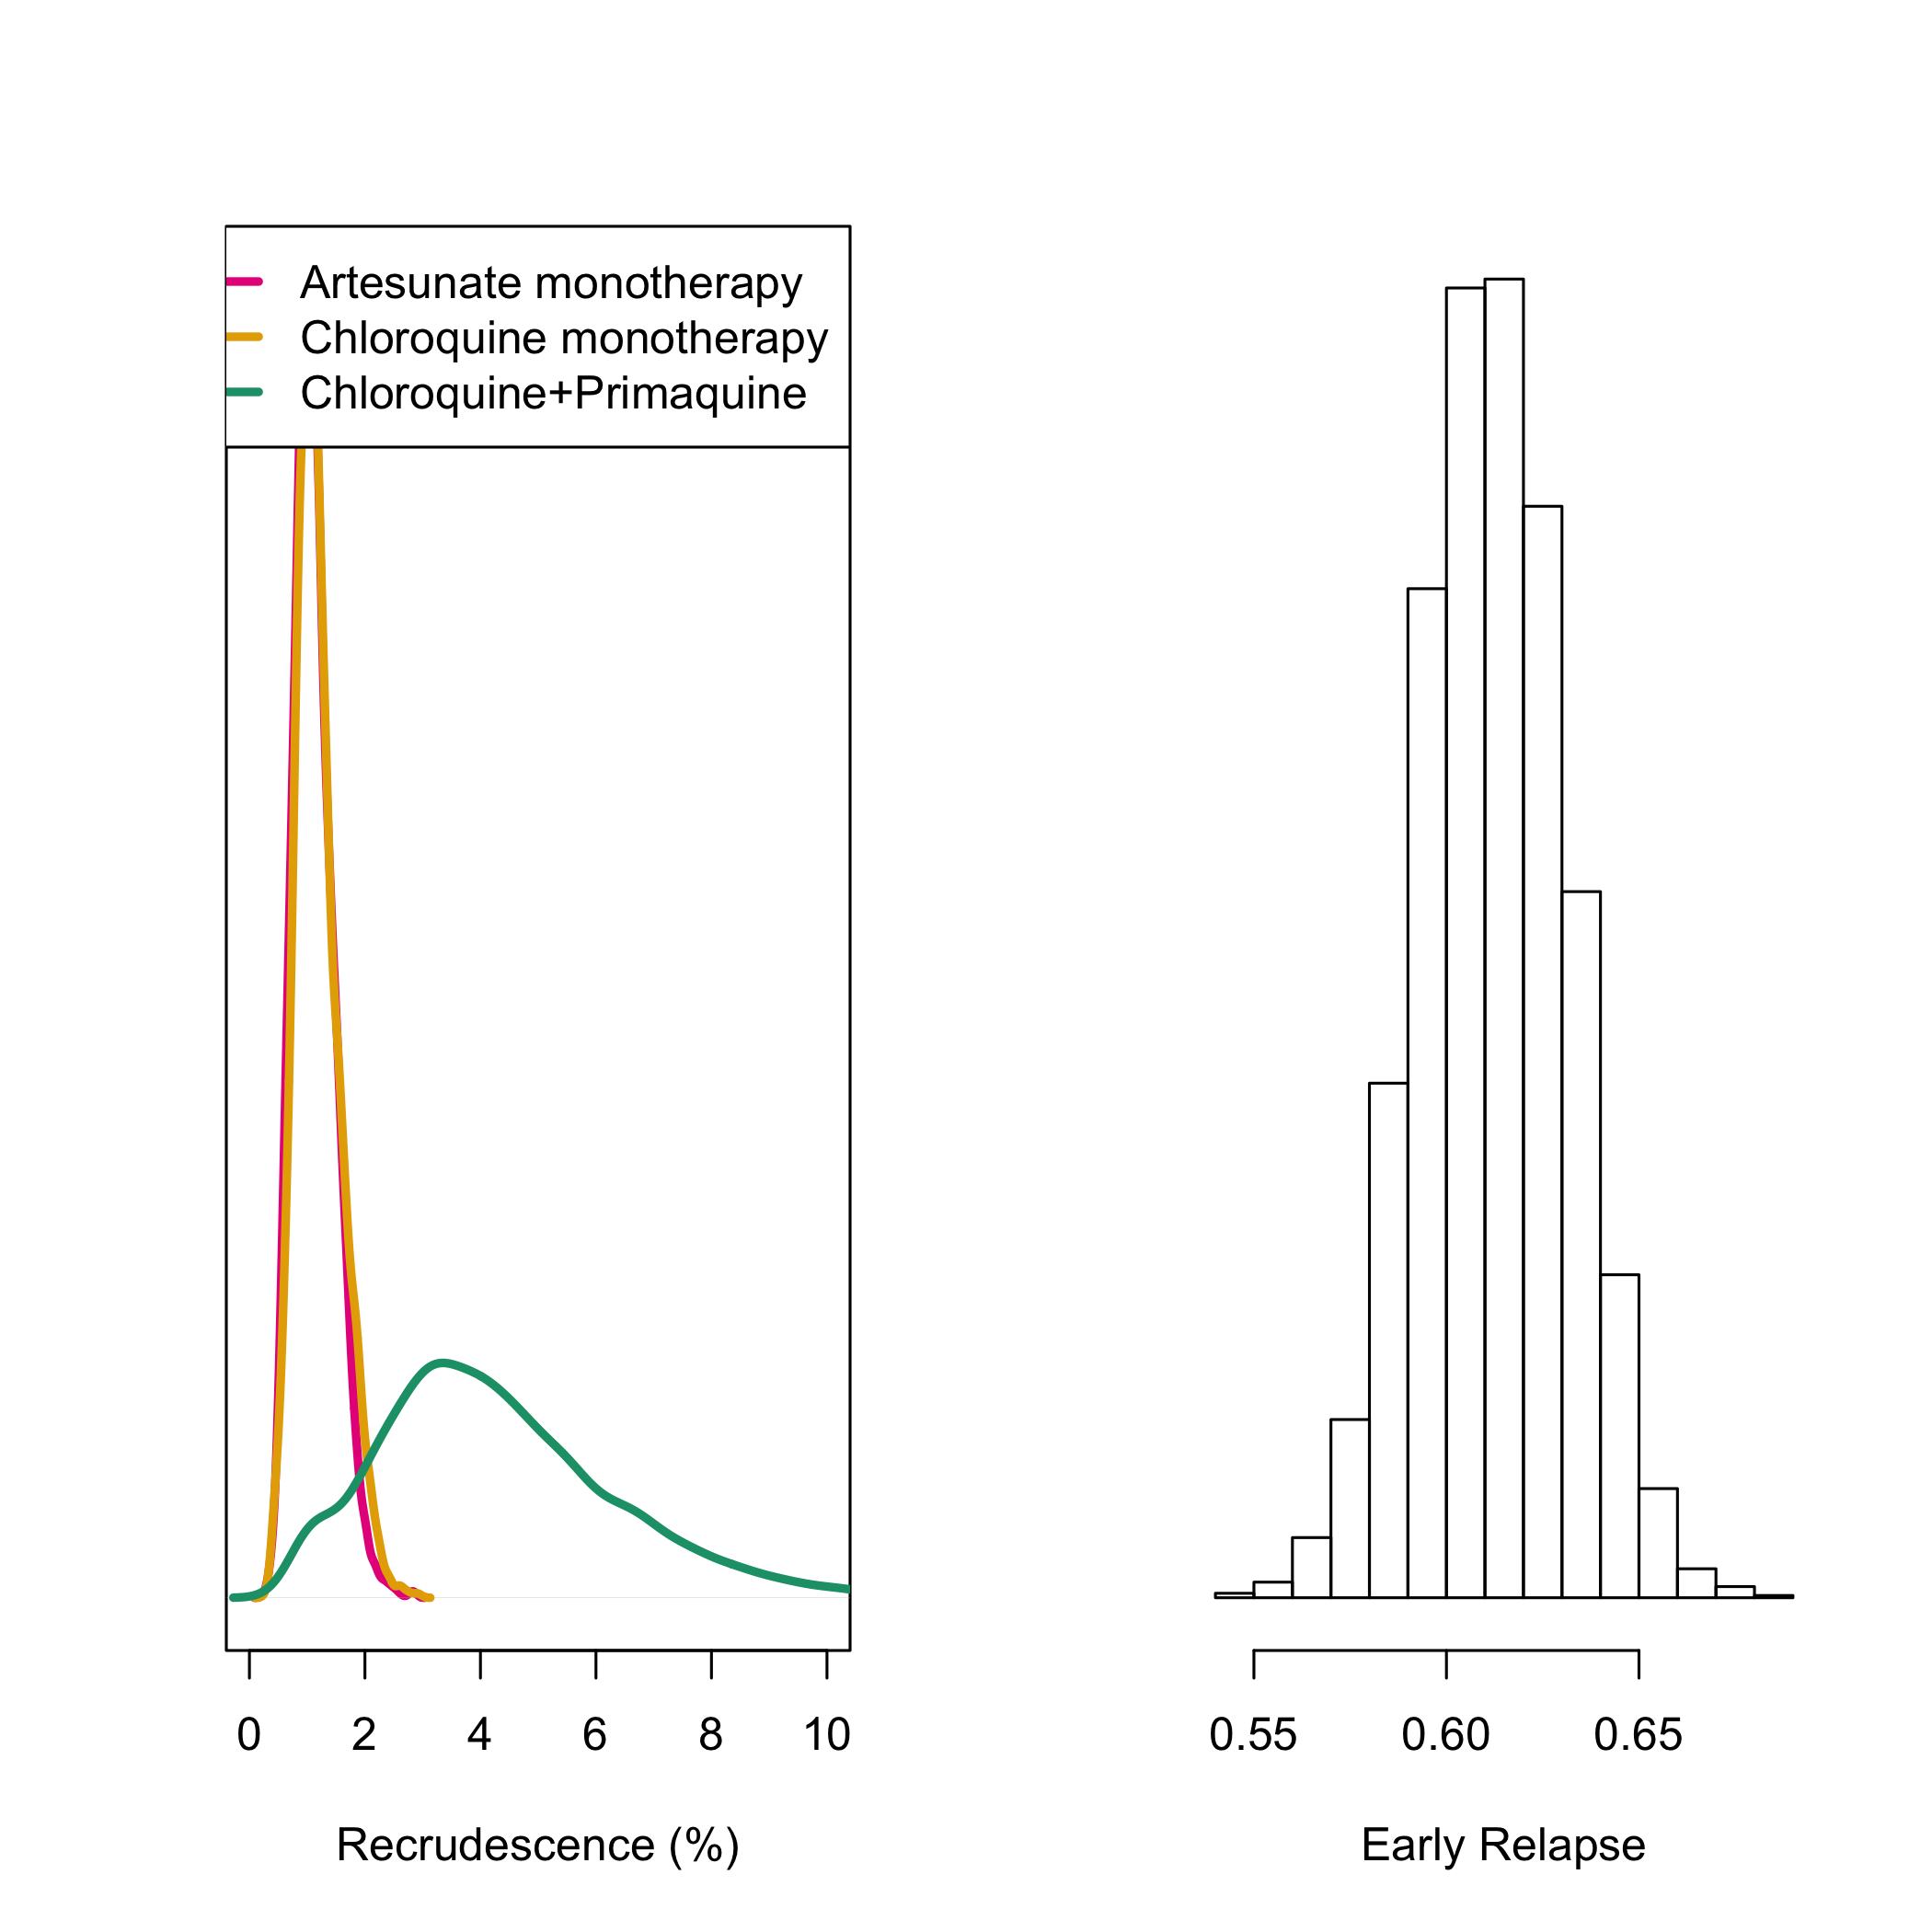 Artesunate monotherapy
Chloroquine monotherapy
Chloroquine+Primaquine
0 2 4 6 8 10
Recrudescence (%)
0.55 0.60 0.65
Early Relapse